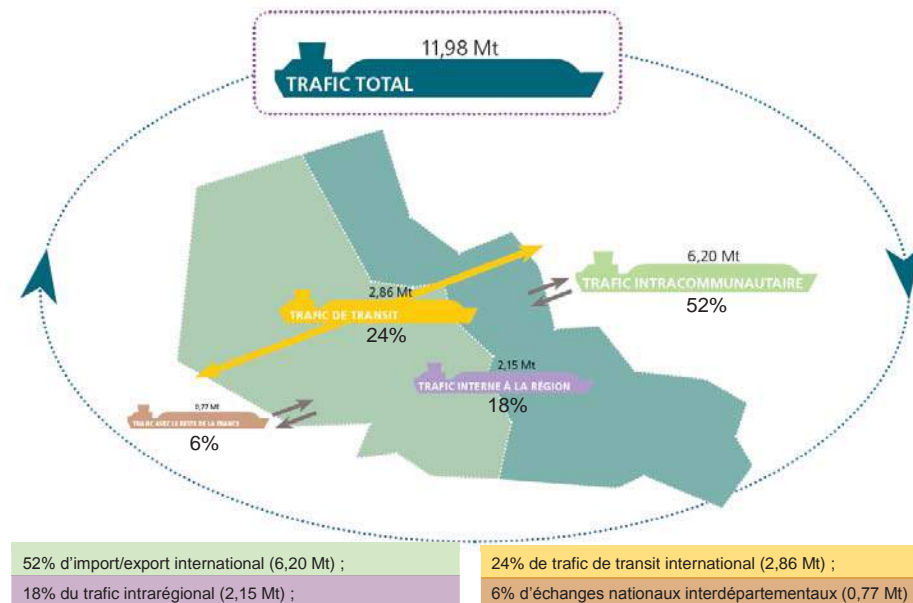 11,98 Mt
TRAFIC TOTAL
6,20 Mt
TRAFIC INTRACOMMUNAUTAIRE
52%
2,86 Mt
TRAFIC DE TRANSIT
24%
2,15 Mt
TRAFIC INTERNE À LA RÉGION
18%
0,77 Mt
TRAFIC AVEC LE RESTE DE LA FRANCE
6%
52% d'import/export international (6,20 Mt) ;
24% de trafic de transit international (2,86 Mt) ;
18% du trafic intrarégional (2,15 Mt) ;
6% d'échanges nationaux interdépartementaux (0,77 Mt)